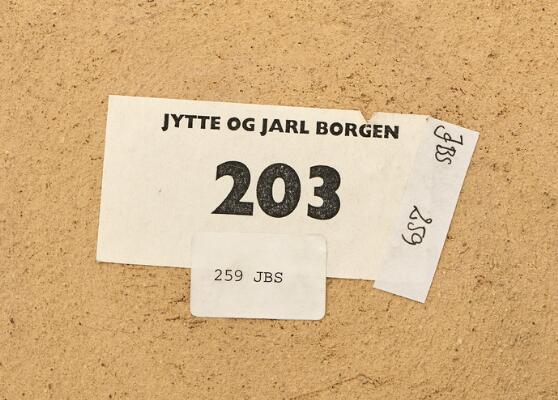 JYTTE OG JARL BORGEN
203
259 JBS
JBS 259